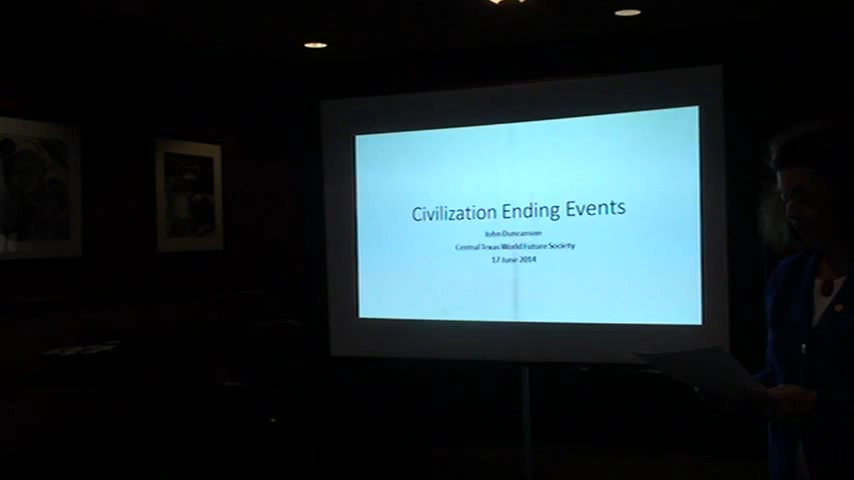 Civilization Ending Events
John Duncanson
Central Texas World Future Society
17 June 2014